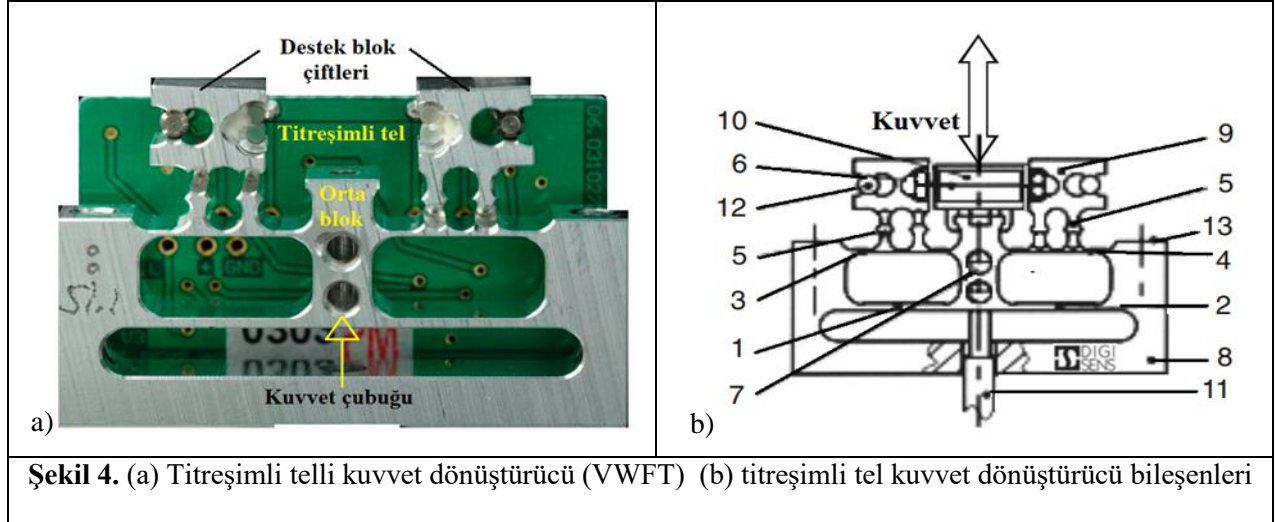 Destek blok
çiftleri
Titreşimli tel
Orta
blok
GND
Kuvvet çubuğu
a)
Kuvvet
10
6
12
5
3
1
7
9
5
13
4
2
8
11
DIGI
SENS
b)
Şekil 4. (a) Titreşimli telli kuvvet dönüştürücü (VWFT) (b) titreşimli tel kuvvet dönüştürücü bileşenleri